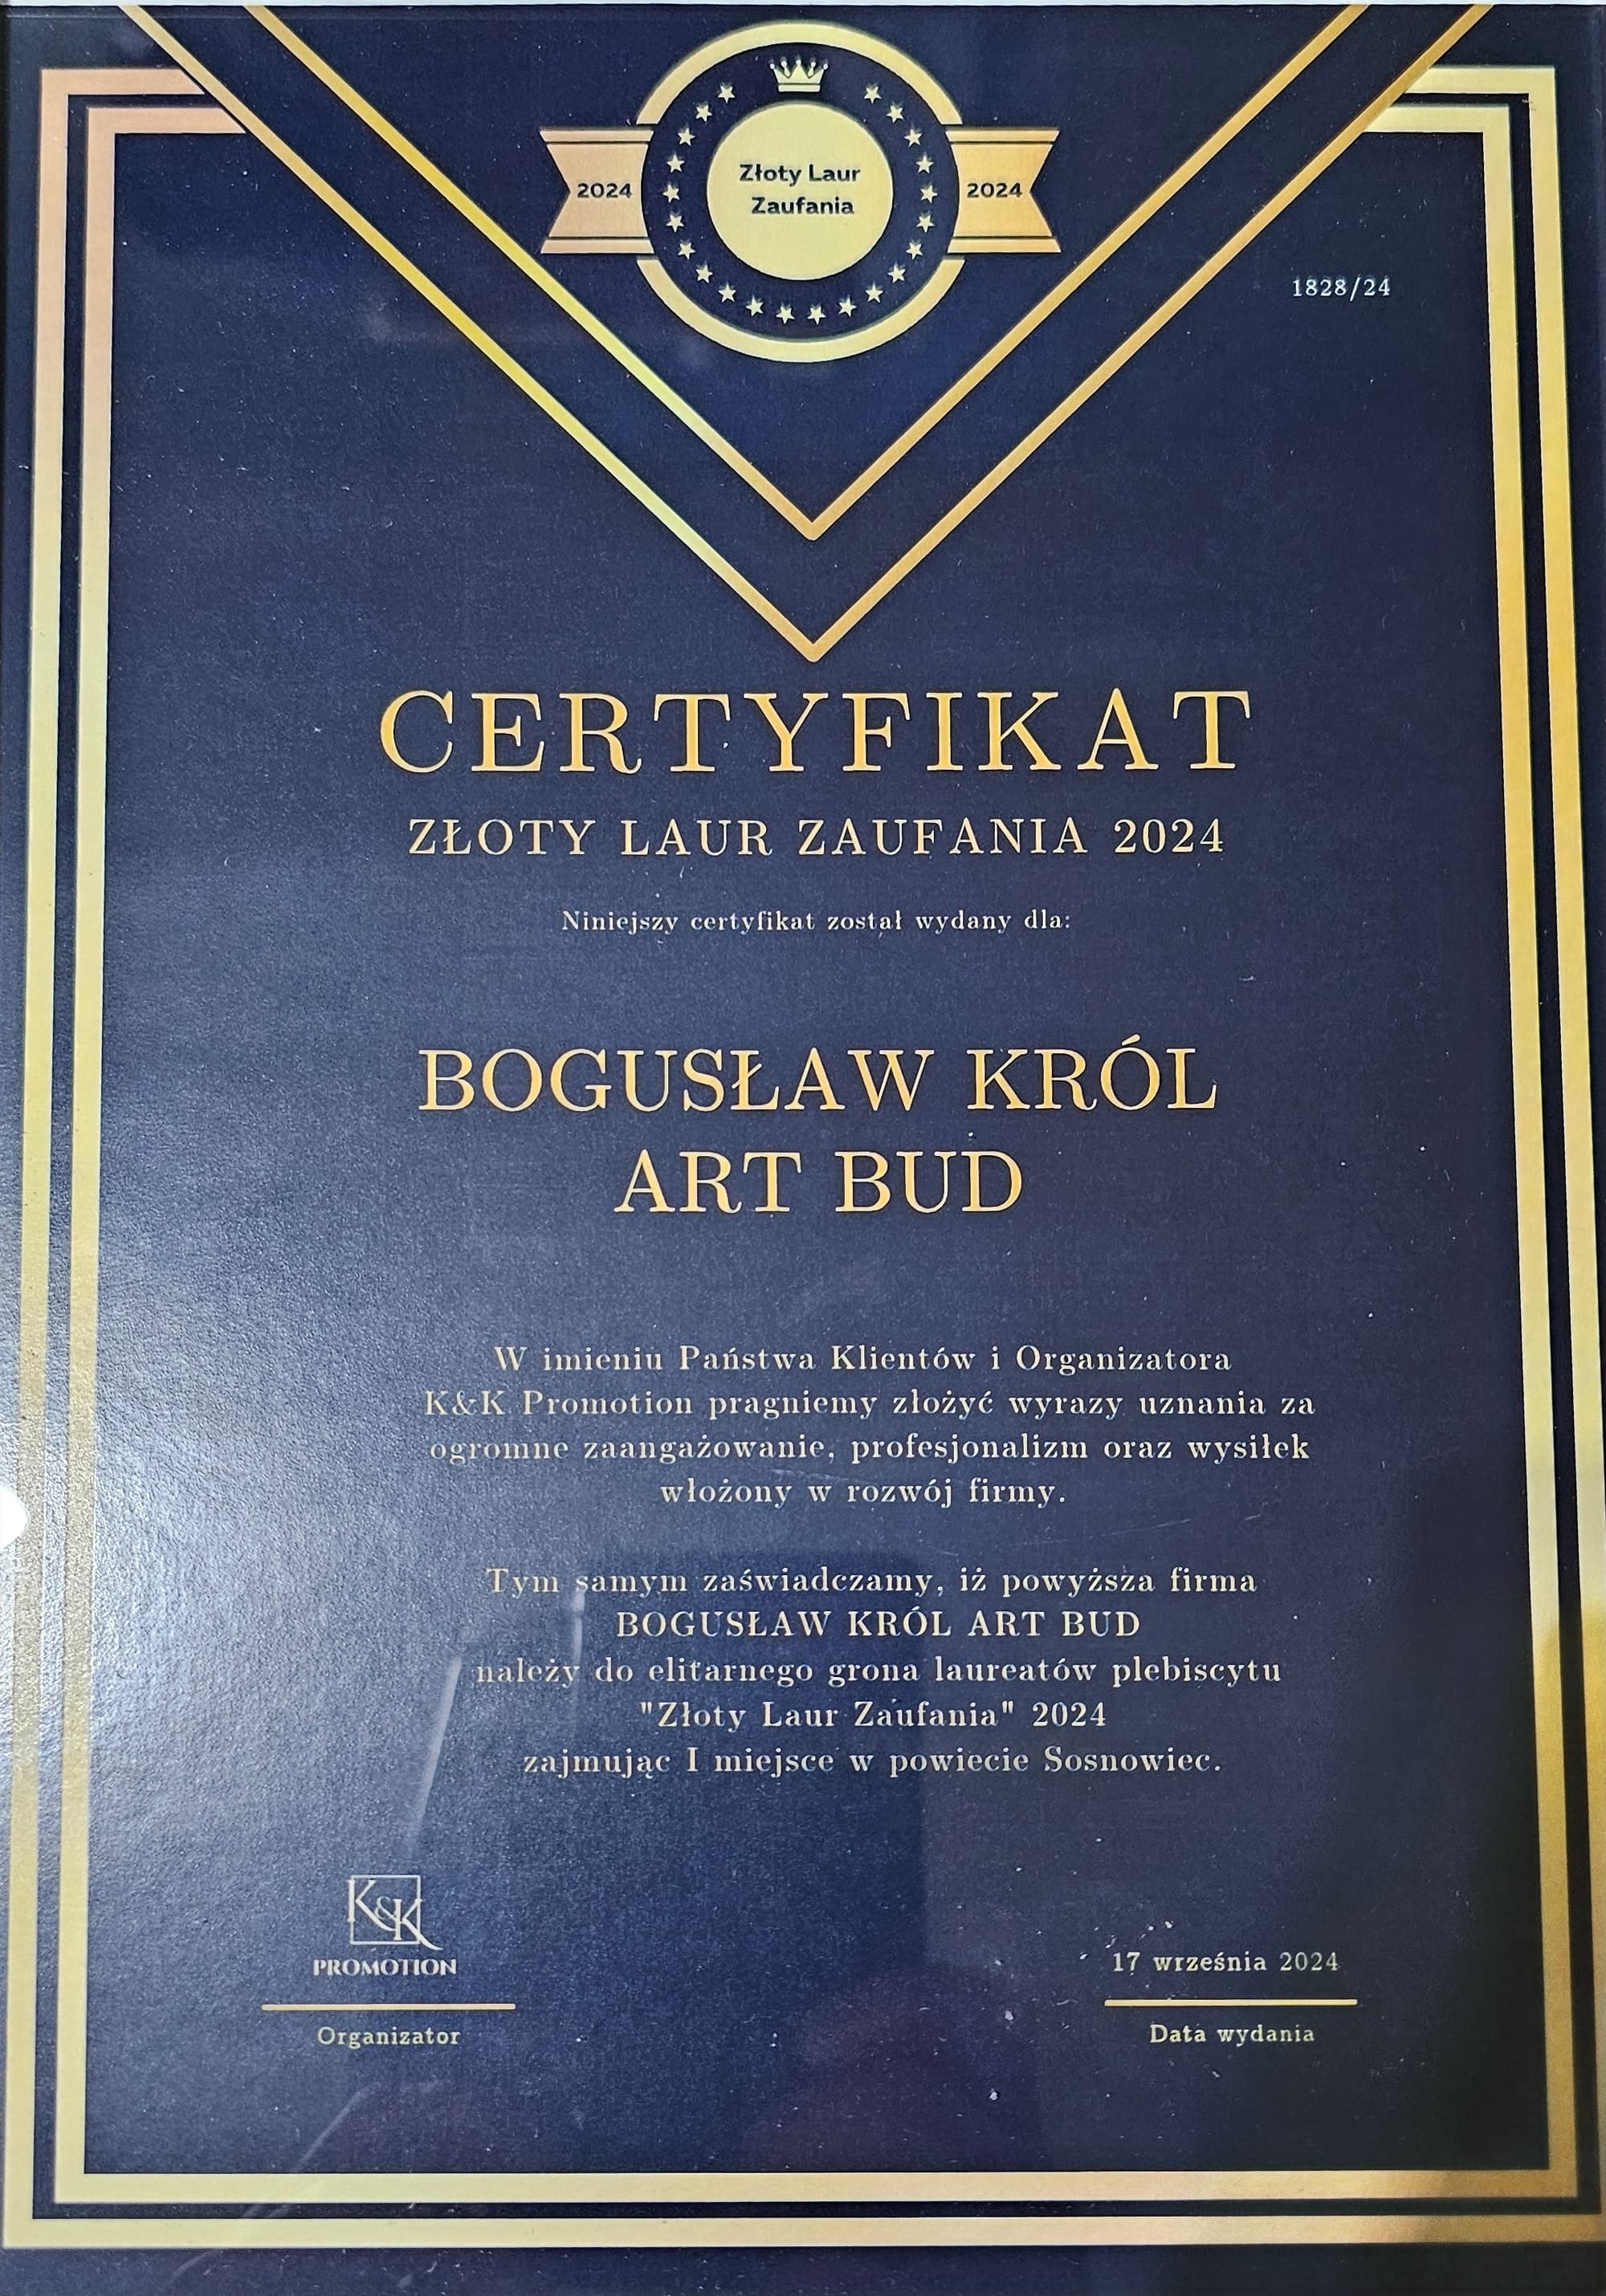 2024
Złoty Laur
Zaufania
2024
1828/24
CERTYFIKAT
ZŁOTY LAUR ZAUFANIA 2024
Niniejszy certyfikat został wydany dla:
BOGUSŁAW KRÓL
ART BUD
W imieniu Państwa Klientów i Organizatora
K&K Promotion pragniemy złożyć wyrazy uznania za
ogromne zaangażowanie, profesjonalizm oraz wysiłek
włożony w rozwój firmy.
Tym samym zaświadczamy, iż powyższa firma
BOGUSŁAW KRÓL ART BUD
należy do elitarnego grona laureatów plebiscytu
"Złoty Laur Zaufania" 2024
zajmując I miejsce w powiecie Sosnowiec.
K&K
PROMOTION
Organizator
17 września 2024
Data wydania